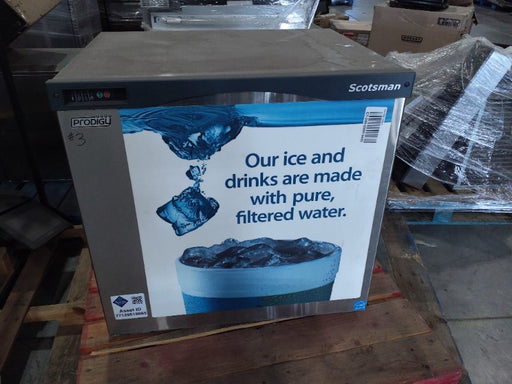 Scotsman
PRODIGY
#3
Our ice and
drinks are made
with pure,
filtered water.
Asset ID